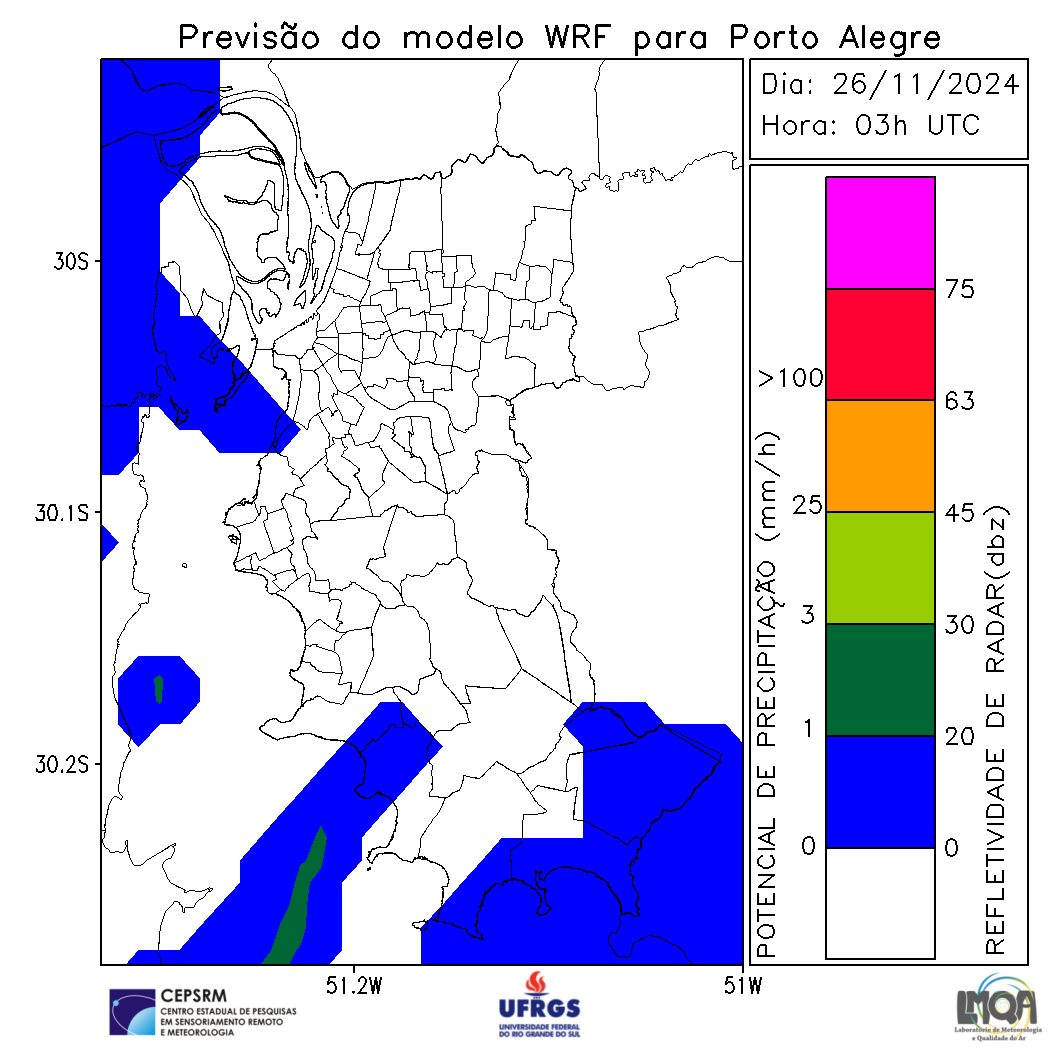 Previsão do modelo WRF para Porto Alegre
Dia: 26/11/2024
Hora: 03h UTC
30S
30.1S
30.2S
51.2W
51W
POTENCIAL DE PRECIPITAÇÃO (mm/h)
>100
25
3
1
0
75
63
45
30
20
0
REFLETIVIDADE DE RADAR(dbz)
CEPSRM
CENTRO ESTADUAL DE PESQUISAS
EM SENSORIAMENTO REMOTO
E METEOROLOGIA
UFRGS
UNIVERSIDADE FEDERAL
DO RIO GRANDE DO SUL
LMQA
Laboratório de Meteorologia
e Qualidade do Ar